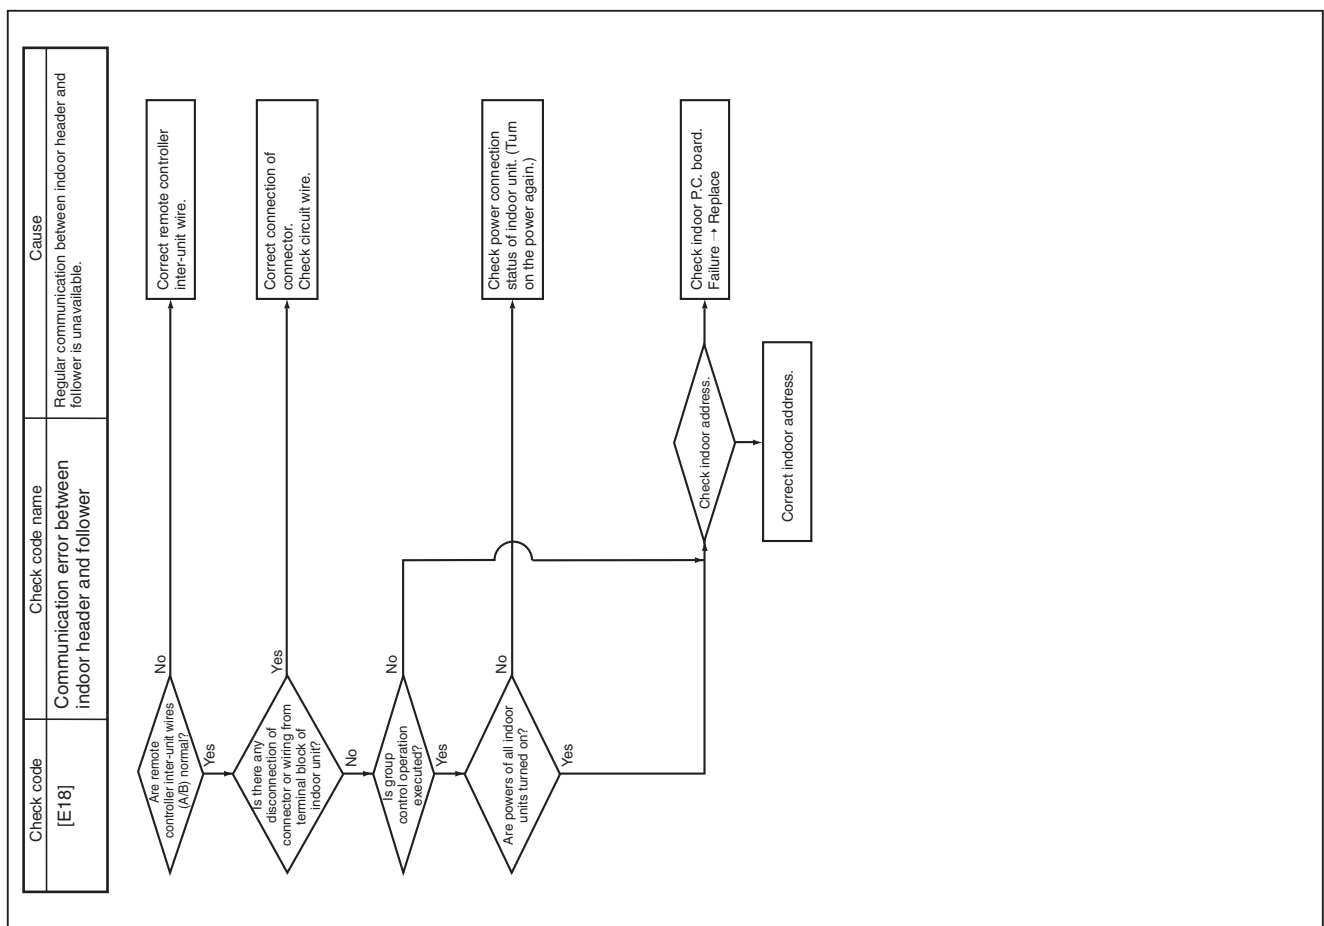 Check code
Check code name
Cause
[E18]
Communication error between
indoor header and follower
Regular communication between indoor header and
follower is unavailable.
Are remote
controller inter-unit wires
(A/B) normal?
No
Correct remote controller
inter-unit wire.
Yes
Is there any
disconnection of
connector or wiring from
terminal block of
indoor unit?
Yes
Correct connection of
connector.
Check circuit wire.
No
Is group
control operation
executed?
No
Yes
Are powers of all indoor
units turned on?
No
Check power connection
status of indoor unit. (Turn
on the power again.)
Yes
Check indoor address.
Check indoor P.C. board.
Failure → Replace
Correct indoor address.